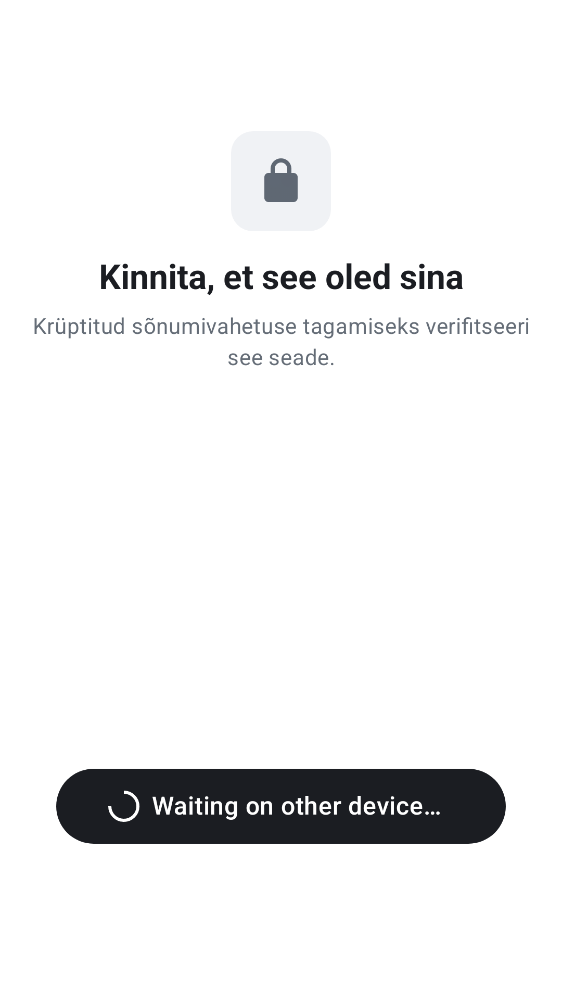 Kinnita, et see oled sina
Krüptitud sõnumivahetuse tagamiseks verifitseeri
see seade.
Waiting on other device…